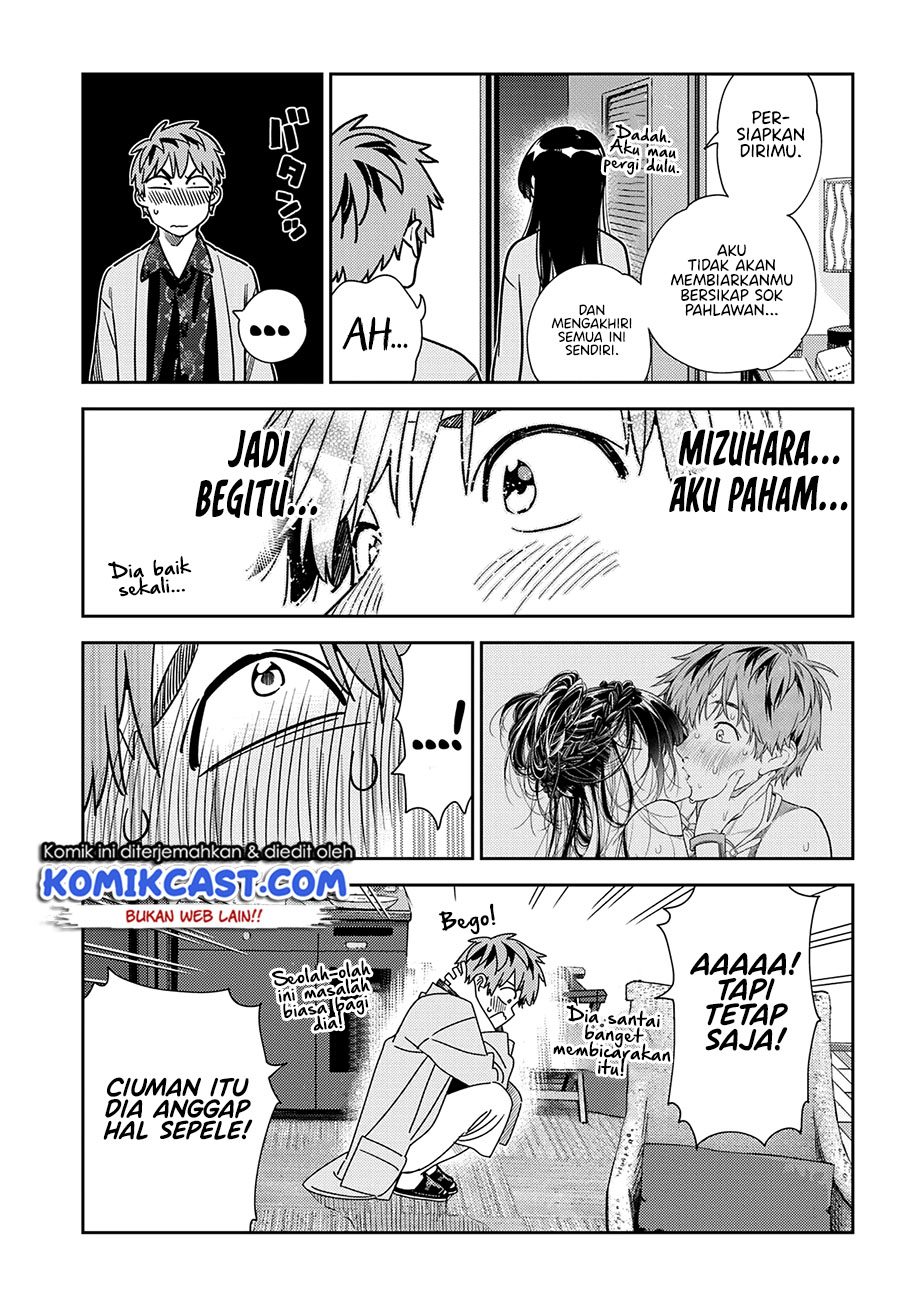 PER-
SIAPKAN
DIRIMU.
AKU
TIDAK AKAN
MEMBIARKANMU
BERSIKAP SOK
PAHLAWAN...
DAN
MENGAKHIRI
SEMUA INI
SENDIRI.
Dadah.
Aku mau
pergi dulu.
AH...
バタンッ
...
MIZUHARA...
AKU PAHAM...
JADI
BEGITU...
Dia baik
sekali...
....!
AAAAA!
TAPI
TETAP
SAJA!
Dia santai
banget
membicarakan
itu!
Bego!
Seolah-olah
ini masalah
biasa bagi
dia!
CIUMAN ITU
DIA ANGGAP
HAL SEPELE!
Komik ini diterjemahkan & diedit oleh
KOMIKCAST.COM
BUKAN WEB LAIN!!